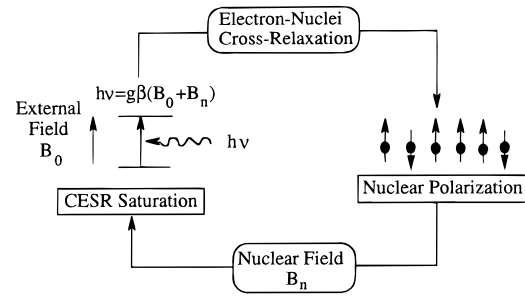 Electron-Nuclei
Cross-Relaxation
hν=gβ(B₀+Bₙ)
External
Field
B₀
hν
CESR Saturation
Nuclear Polarization
Nuclear Field
Bₙ